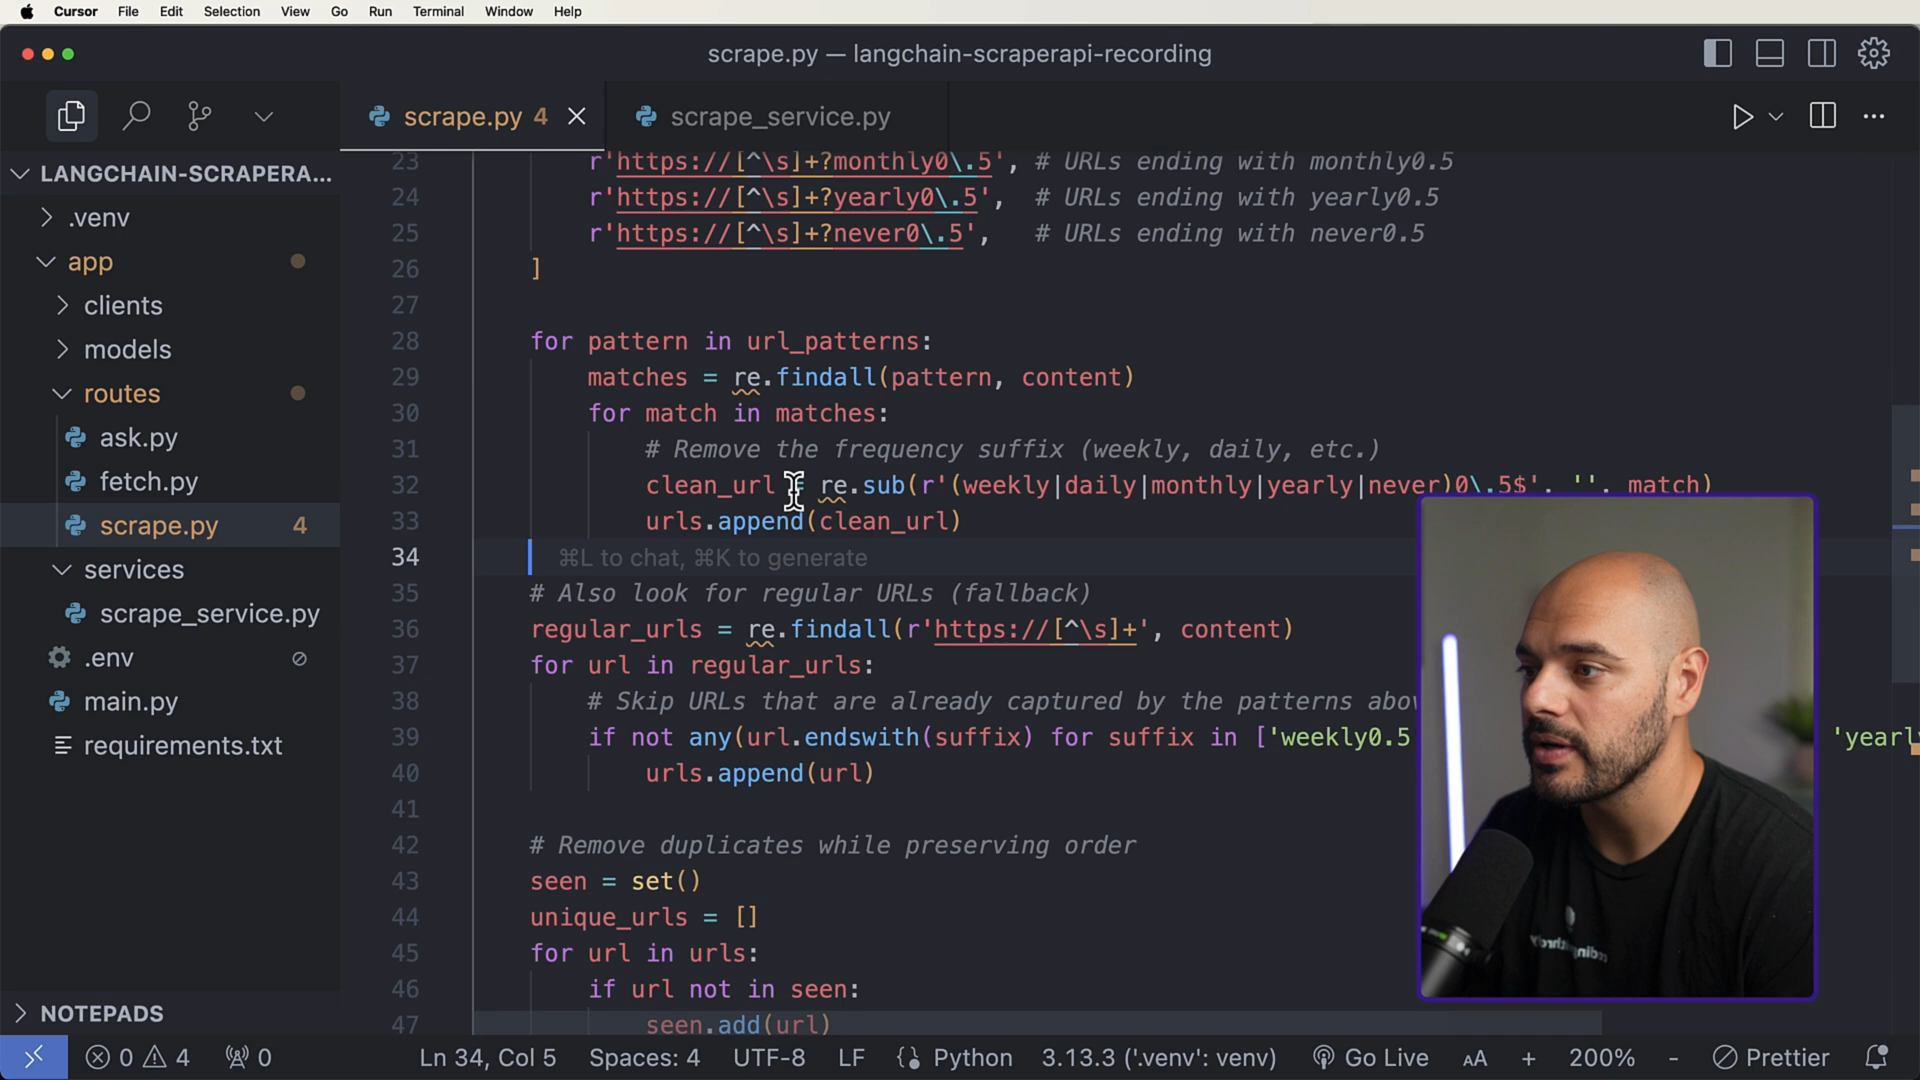 Cursor File Edit Selection View Go Run Terminal Window Help
scrape.py — langchain-scraperapi-recording
scrape.py 4
scrape_service.py
LANGCHAIN-SCRAPERA...
.venv
app
clients
models
routes
ask.py
fetch.py
scrape.py 4
services
scrape_service.py
.env
main.py
requirements.txt
NOTEPADS
23 r'https://[^\s]+?monthly0\.5', # URLs ending with monthly0.5
24 r'https://[^\s]+?yearly0\.5', # URLs ending with yearly0.5
25 r'https://[^\s]+?never0\.5', # URLs ending with never0.5
26 ]
27
28 for pattern in url_patterns:
29 matches = re.findall(pattern, content)
30 for match in matches:
31 # Remove the frequency suffix (weekly, daily, etc.)
32 clean_url = re.sub(r'(weekly|daily|monthly|yearly|never)0\.5$', '', match)
33 urls.append(clean_url)
34 ⌘L to chat, ⌘K to generate
35 # Also look for regular URLs (fallback)
36 regular_urls = re.findall(r'https://[^\s]+', content)
37 for url in regular_urls:
38 # Skip URLs that are already captured by the patterns
39 if not any(url.endswith(suffix) for suffix in ['weekly0.5
40 urls.append(url)
41
42 # Remove duplicates while preserving order
43 seen = set()
44 unique_urls = []
45 for url in urls:
46 if url not in seen:
47 seen.add(url)
0 4 0 Ln 34, Col 5 Spaces: 4 UTF-8 LF {} Python 3.13.3 ('.venv': venv) Go Live AA + 200% - Prettier